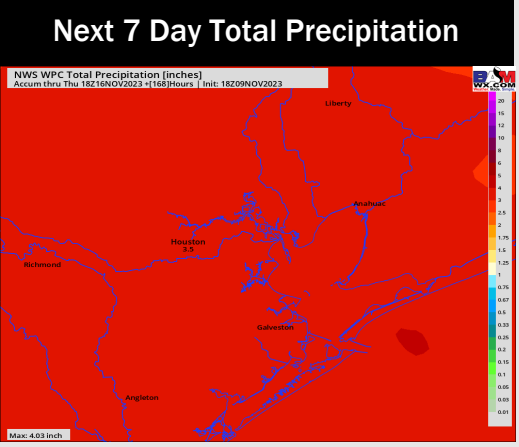 Next 7 Day Total Precipitation
NWS WPC Total Precipitation [inches]
Accum thru Thu 18Z16NOV2023 +[168]Hours | Init: 18Z09NOV2023
BAM
WX.COM
Liberty
Anahuac
Houston
3.5
Richmond
Galveston
Angleton
20
15
12
10
8
6
5
4
3
2.5
2
1.75
1.5
1.25
1
0.75
0.67
0.5
0.33
0.25
0.2
0.15
0.1
0.05
0.03
0.01
Max: 4.03 inch